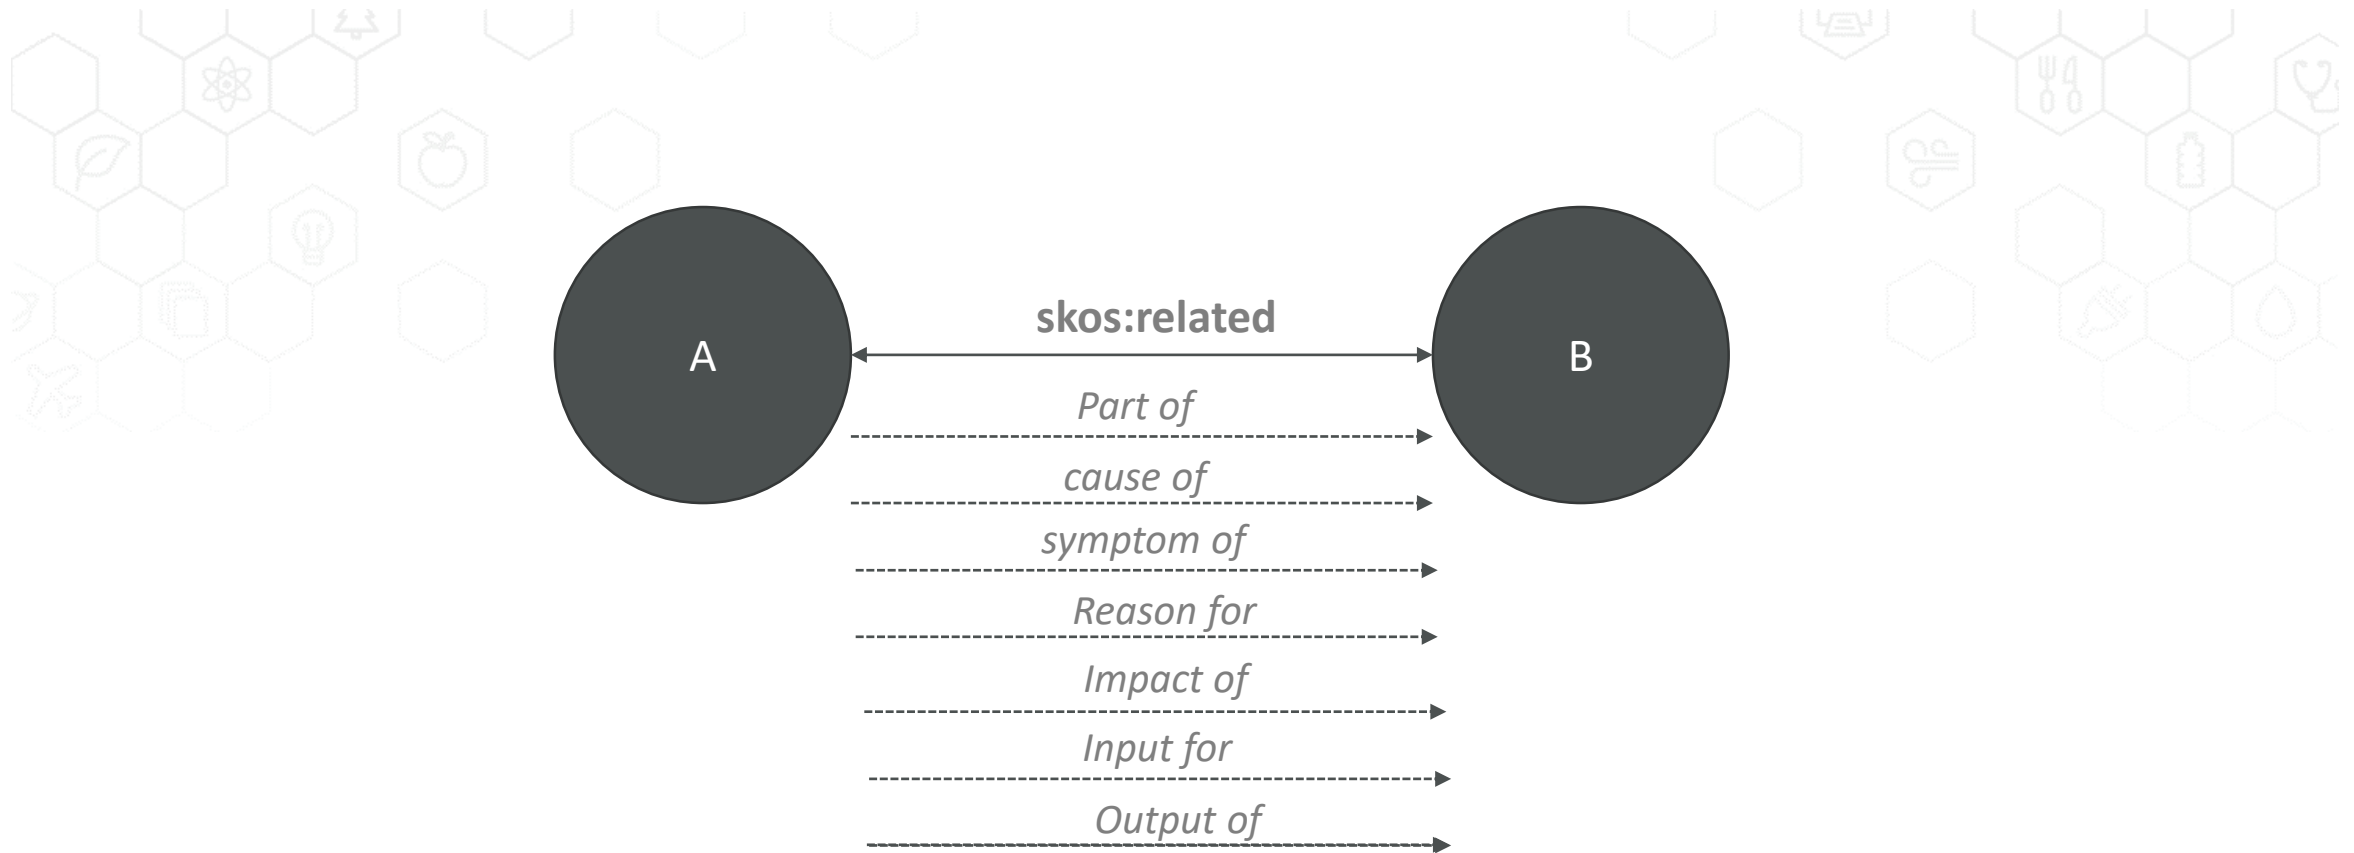 skos:related
A
B
Part of
cause of
symptom of
Reason for
Impact of
Input for
Output of